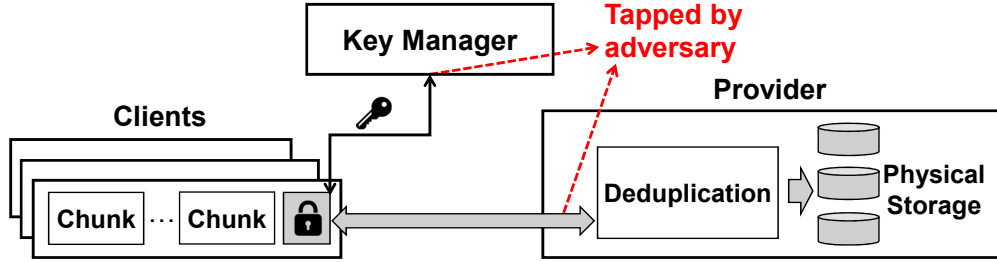 Key Manager
Tapped by
adversary
Provider
Clients
Chunk ... Chunk
Deduplication
Physical
Storage